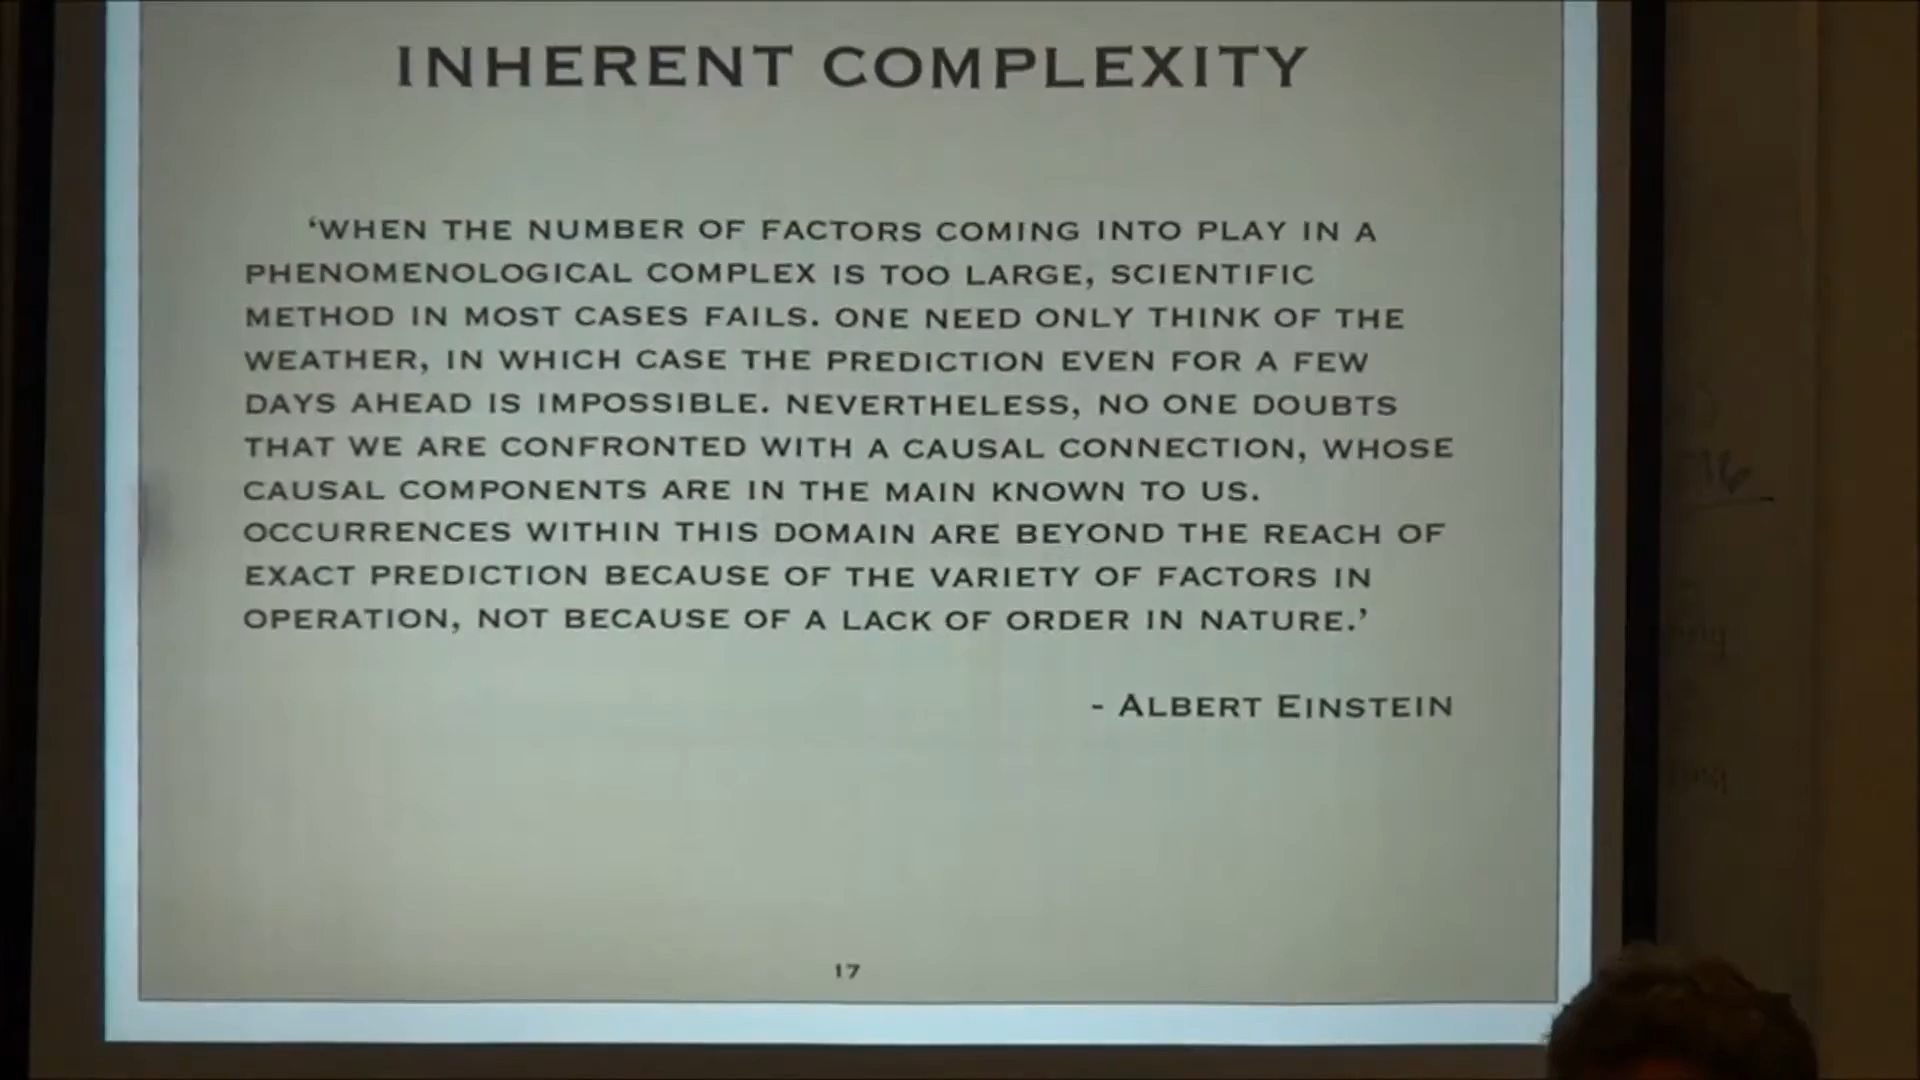 INHERENT COMPLEXITY
‘WHEN THE NUMBER OF FACTORS COMING INTO PLAY IN A
PHENOMENOLOGICAL COMPLEX IS TOO LARGE, SCIENTIFIC
METHOD IN MOST CASES FAILS. ONE NEED ONLY THINK OF THE
WEATHER, IN WHICH CASE THE PREDICTION EVEN FOR A FEW
DAYS AHEAD IS IMPOSSIBLE. NEVERTHELESS, NO ONE DOUBTS
THAT WE ARE CONFRONTED WITH A CAUSAL CONNECTION, WHOSE
CAUSAL COMPONENTS ARE IN THE MAIN KNOWN TO US.
OCCURRENCES WITHIN THIS DOMAIN ARE BEYOND THE REACH OF
EXACT PREDICTION BECAUSE OF THE VARIETY OF FACTORS IN
OPERATION, NOT BECAUSE OF A LACK OF ORDER IN NATURE.’
- ALBERT EINSTEIN
17